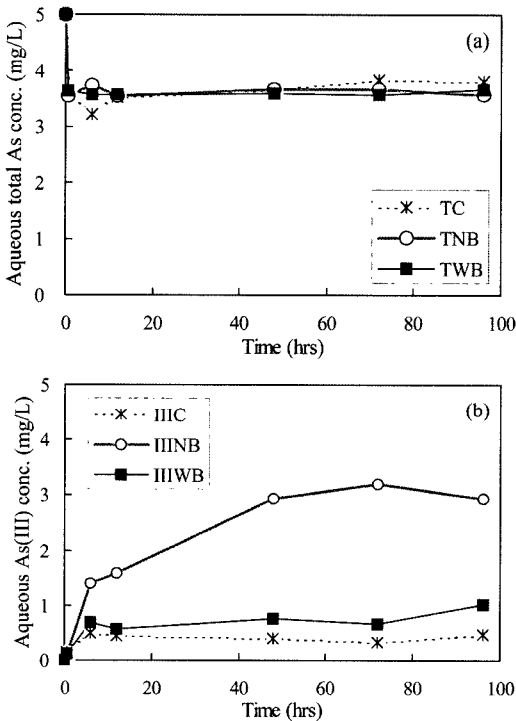 5
4
3
2
1
0
Aqueous total As conc. (mg/L)
(a)
TC
TNB
TWB
0 20 40 60 80 100
Time (hrs)
5
4
3
2
1
0
Aqueous As(III) conc. (mg/L)
(b)
IIIC
IIINB
IIIWB
0 20 40 60 80 100
Time (hrs)